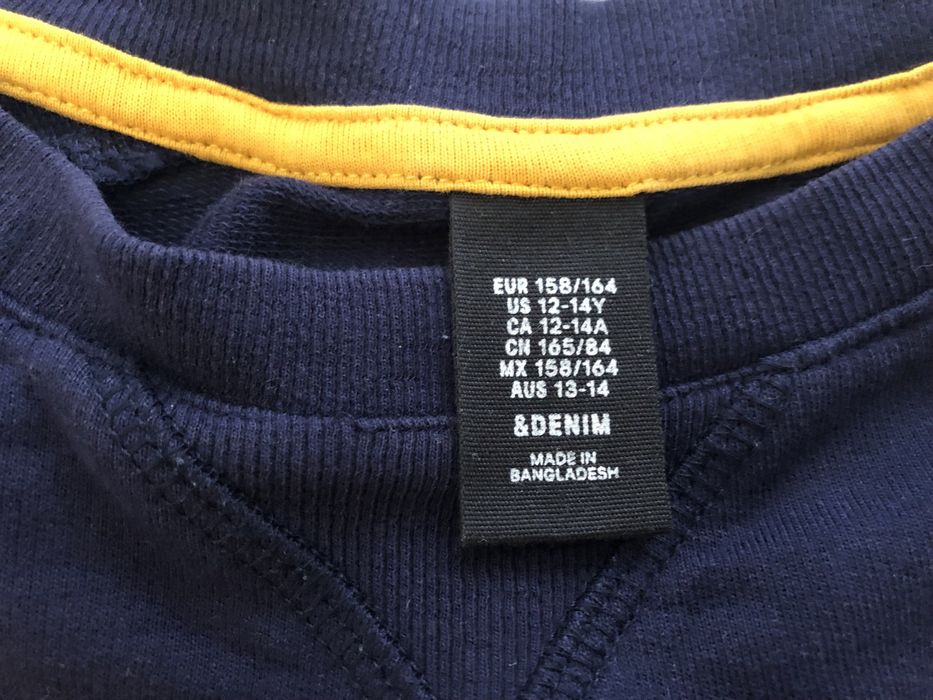 EUR 158/164
US 12-14Y
CA 12-14A
CN 165/84
MX 158/164
AUS 13-14
&DENIM
MADE IN
BANGLADESH